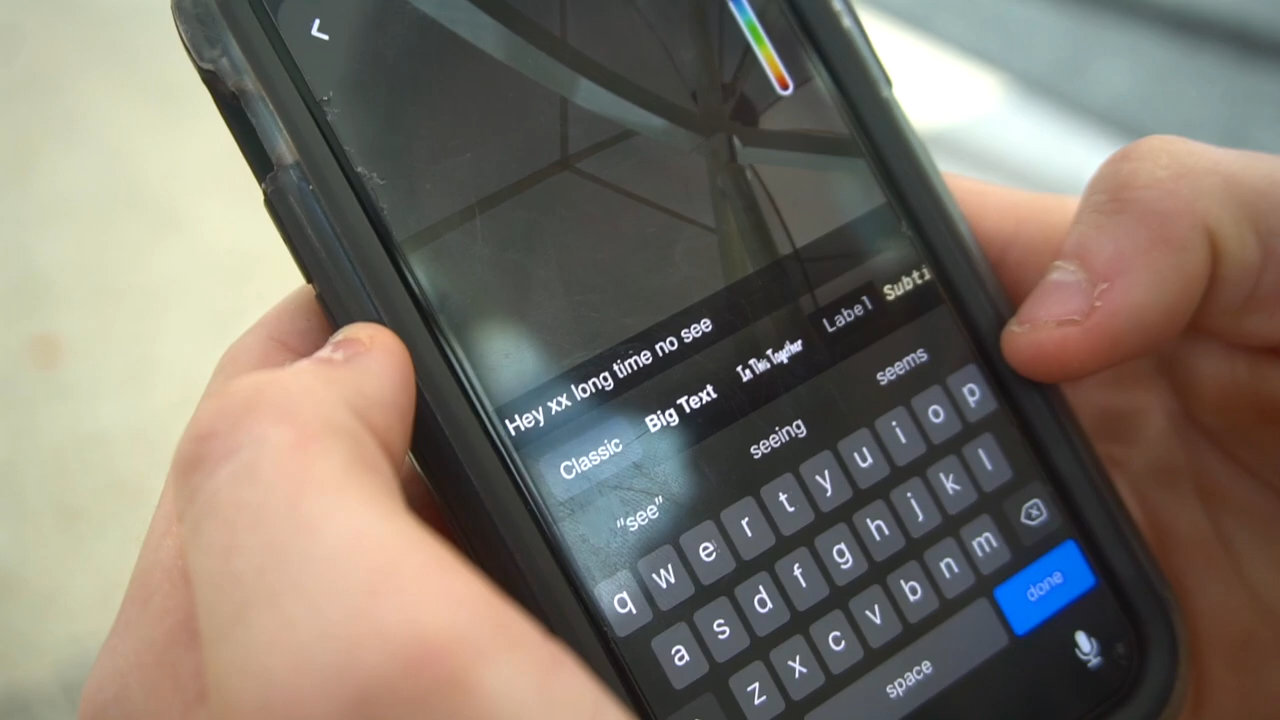 Hey xx long time no see
Classic Big Text In This Together Label Subti
"see" seeing seems
q w e r t y u i o p
a s d f g h j k l
z x c v b n m
space done